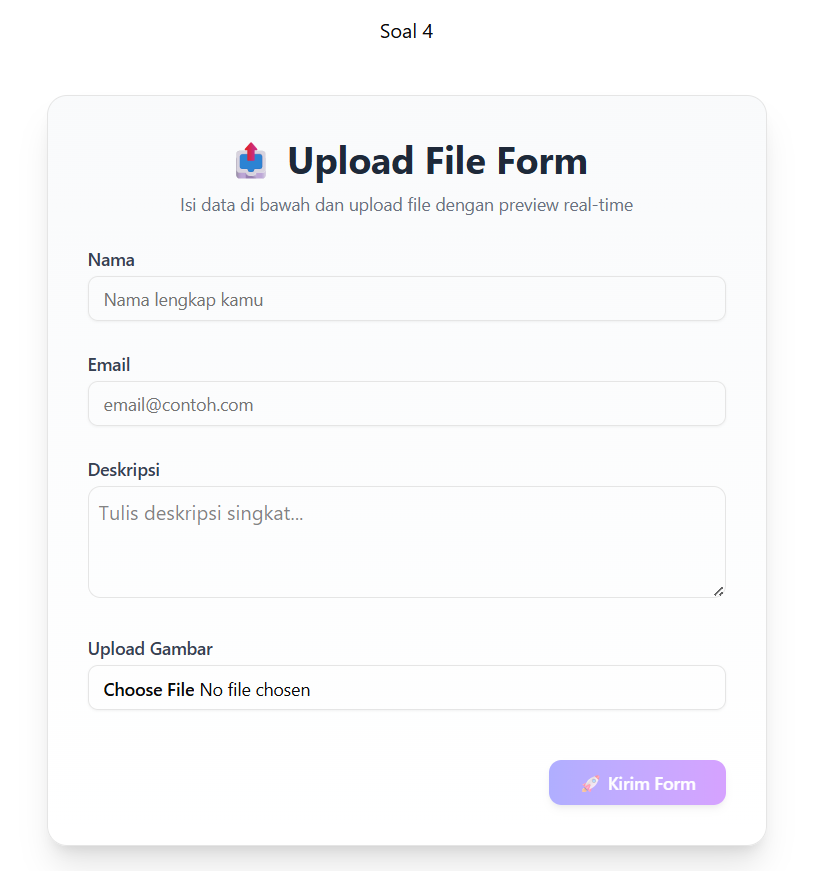 Soal 4
📤 Upload File Form
Isi data di bawah dan upload file dengan preview real-time
Nama
Nama lengkap kamu
Email
email@contoh.com
Deskripsi
Tulis deskripsi singkat...
Upload Gambar
Choose File No file chosen
🚀 Kirim Form